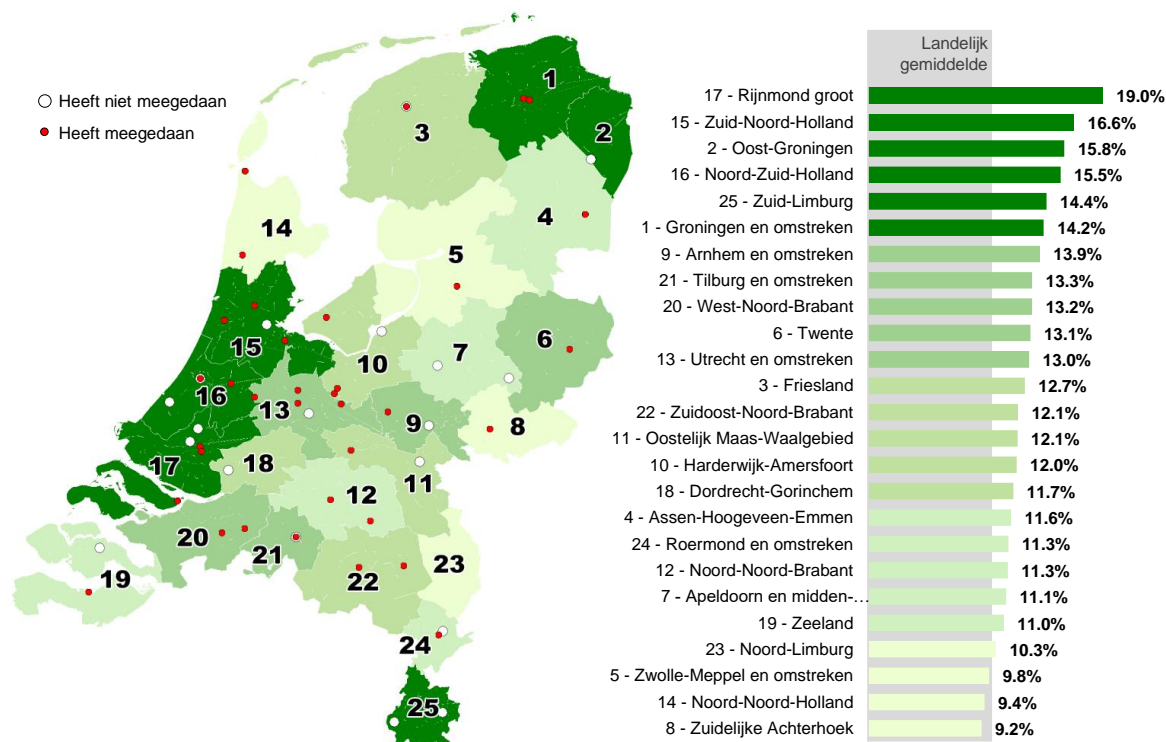 Heeft niet meegedaan
Heeft meegedaan
1
2
3
4
5
14
6
7
15
10
16
13
9
8
17
18
11
12
20
21
22
23
19
24
25
Landelijk
gemiddelde
17 - Rijnmond groot 19.0%
15 - Zuid-Noord-Holland 16.6%
2 - Oost-Groningen 15.8%
16 - Noord-Zuid-Holland 15.5%
25 - Zuid-Limburg 14.4%
1 - Groningen en omstreken 14.2%
9 - Arnhem en omstreken 13.9%
21 - Tilburg en omstreken 13.3%
20 - West-Noord-Brabant 13.2%
6 - Twente 13.1%
13 - Utrecht en omstreken 13.0%
3 - Friesland 12.7%
22 - Zuidoost-Noord-Brabant 12.1%
11 - Oostelijk Maas-Waalgebied 12.1%
10 - Harderwijk-Amersfoort 12.0%
18 - Dordrecht-Gorinchem 11.7%
4 - Assen-Hoogeveen-Emmen 11.6%
24 - Roermond en omstreken 11.3%
12 - Noord-Noord-Brabant 11.3%
7 - Apeldoorn en midden-… 11.1%
19 - Zeeland 11.0%
23 - Noord-Limburg 10.3%
5 - Zwolle-Meppel en omstreken 9.8%
14 - Noord-Noord-Holland 9.4%
8 - Zuidelijke Achterhoek 9.2%